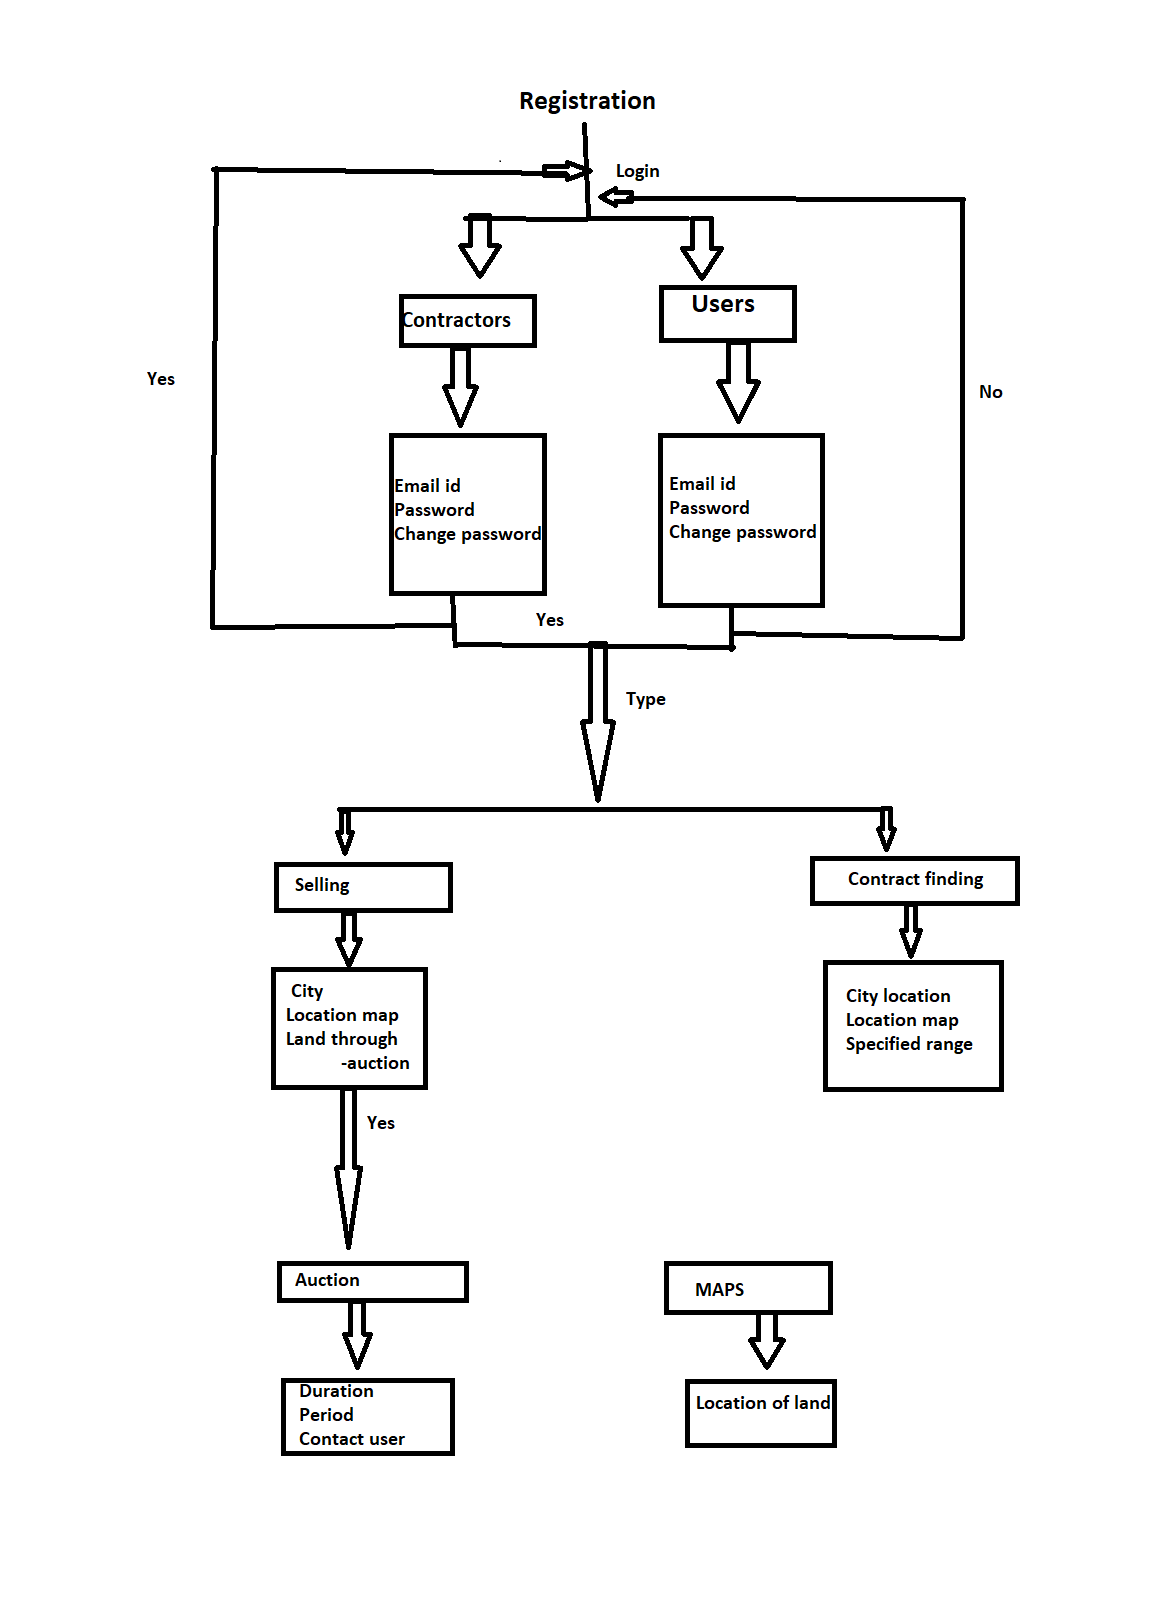 Registration
Login
Contractors
Users
Yes
No
Email id
Password
Change password
Email id
Password
Change password
Yes
Type
Selling
Contract finding
City
Location map
Land through
-auction
City location
Location map
Specified range
Yes
Auction
MAPS
Duration
Period
Contact user
Location of land